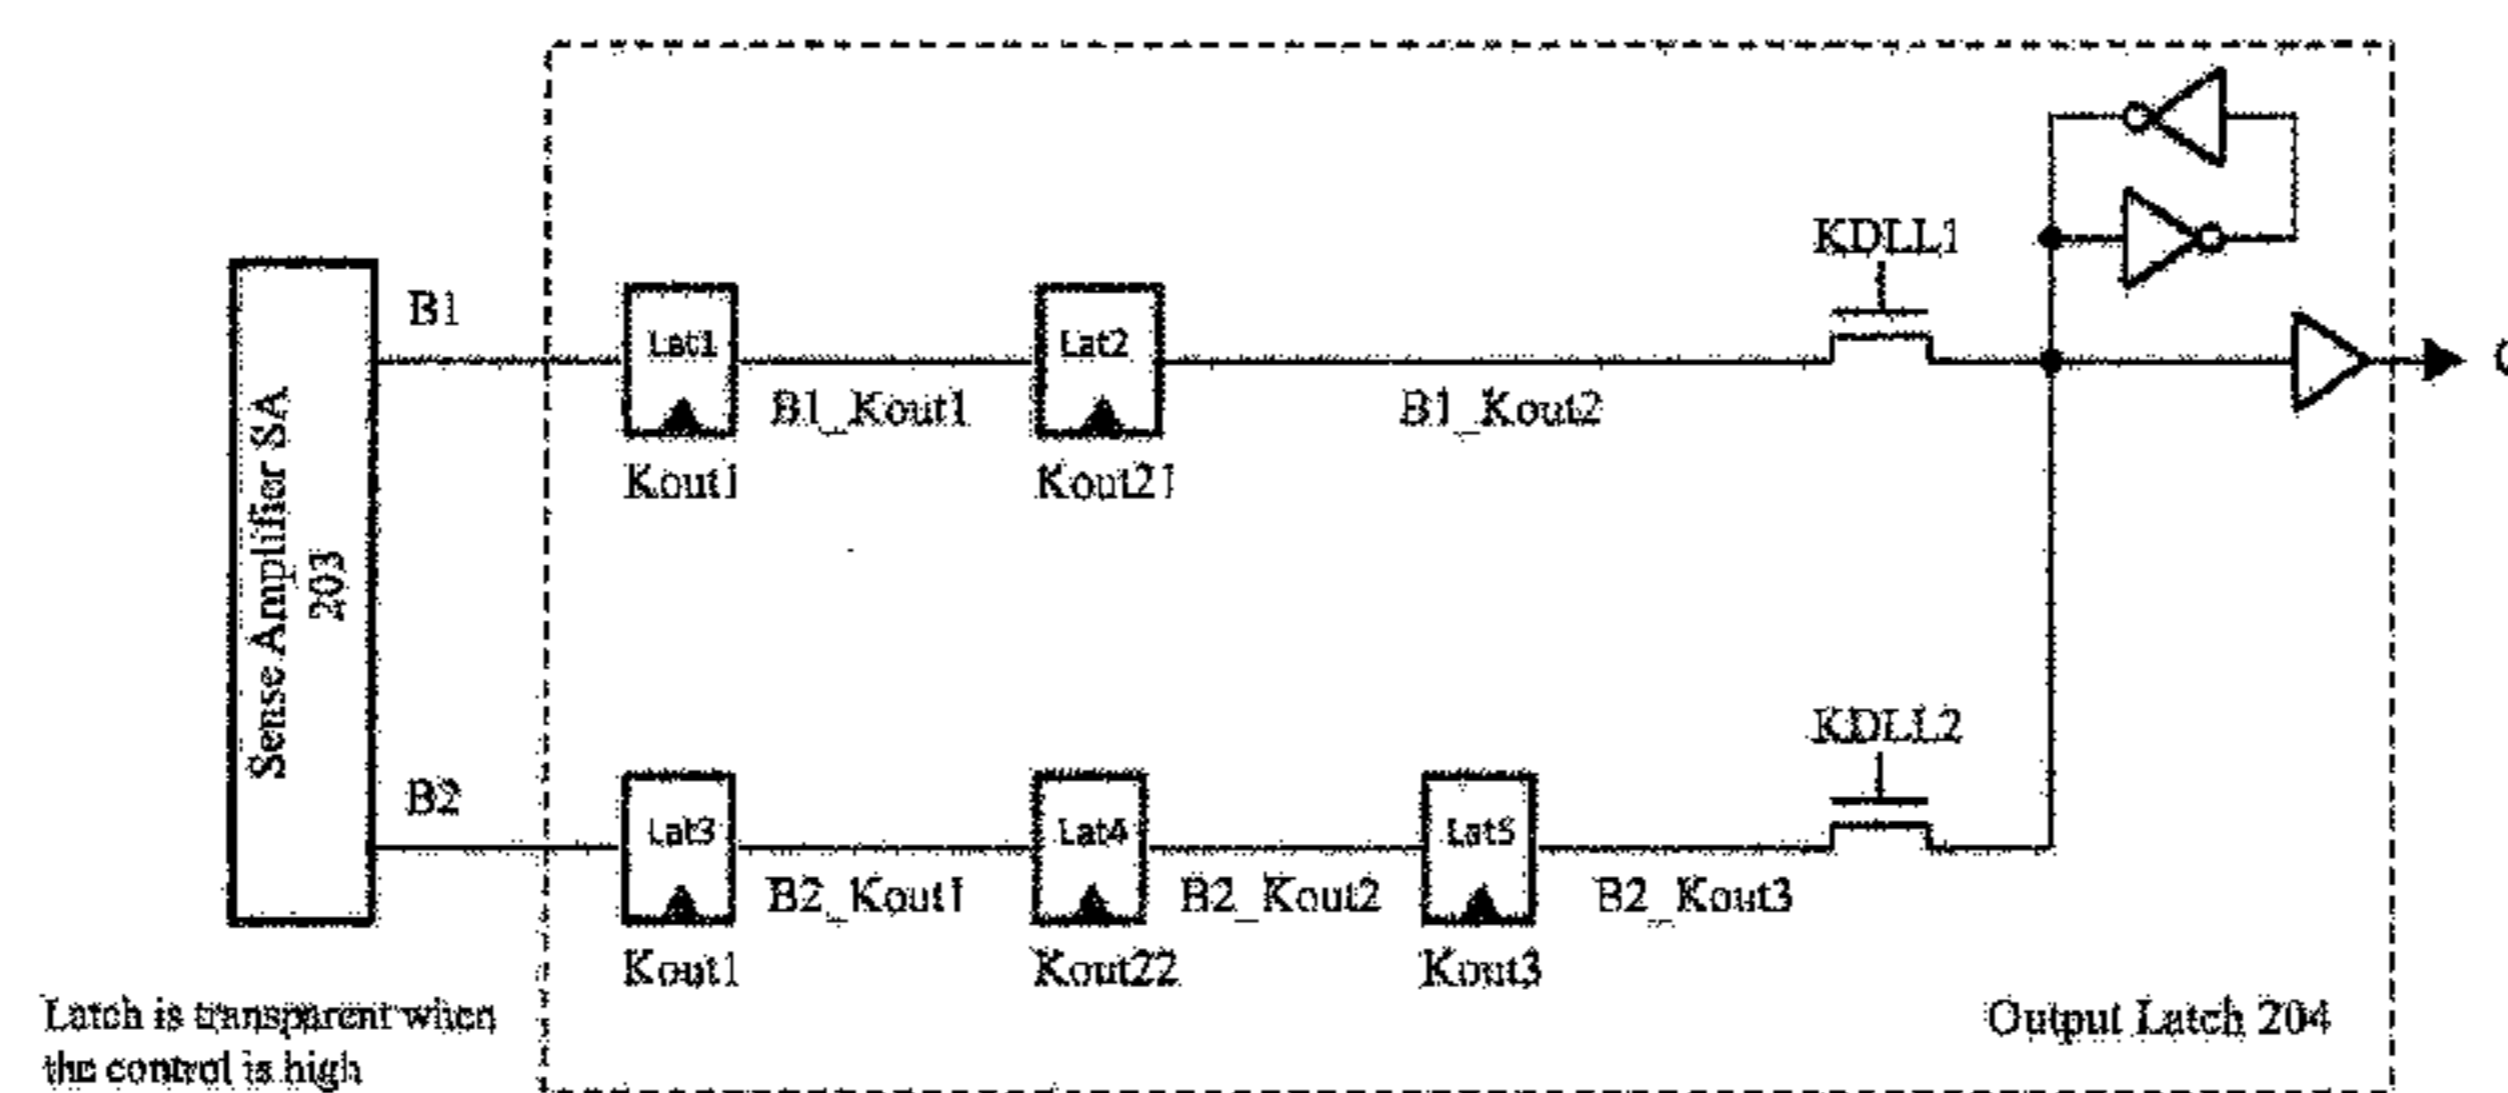 KDLL1
B1
Lat1
Lat2
B1_Kout1
B1_Kout2
Kout1
Kout21
Sense Amplifier SA
203
KDLL2
B2
Lat3
Lat4
Lat5
B2_Kout1
B2_Kout2
B2_Kout3
Kout1
Kout22
Kout3
Latch is transparent when
the control is high
Output Latch 204